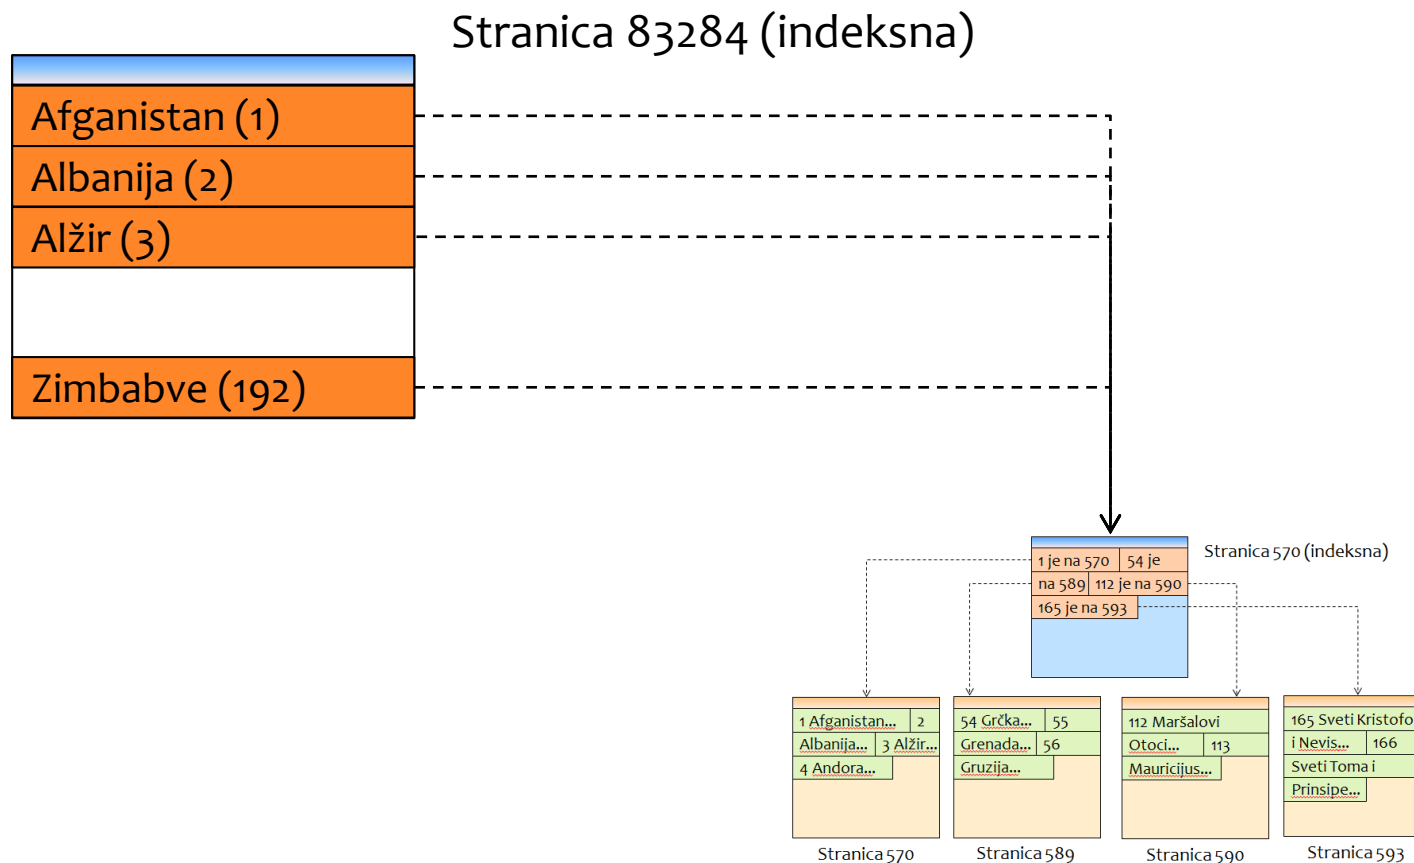 Stranica 83284 (indeksna)
Afganistan (1)
Albanija (2)
Alžir (3)
Zimbabve (192)
Stranica 570 (indeksna)
1 je na 570 54 je
na 589 112 je na 590
165 je na 593
1 Afganistan... 2
Albanija... 3 Alžir...
4 Andora...
Stranica 570
54 Grčka... 55
Grenada... 56
Gruzija...
Stranica 589
112 Maršalovi
Otoci... 113
Mauricijus...
Stranica 590
165 Sveti Kristofo
i Nevis... 166
Sveti Toma i
Prinsipe...
Stranica 593